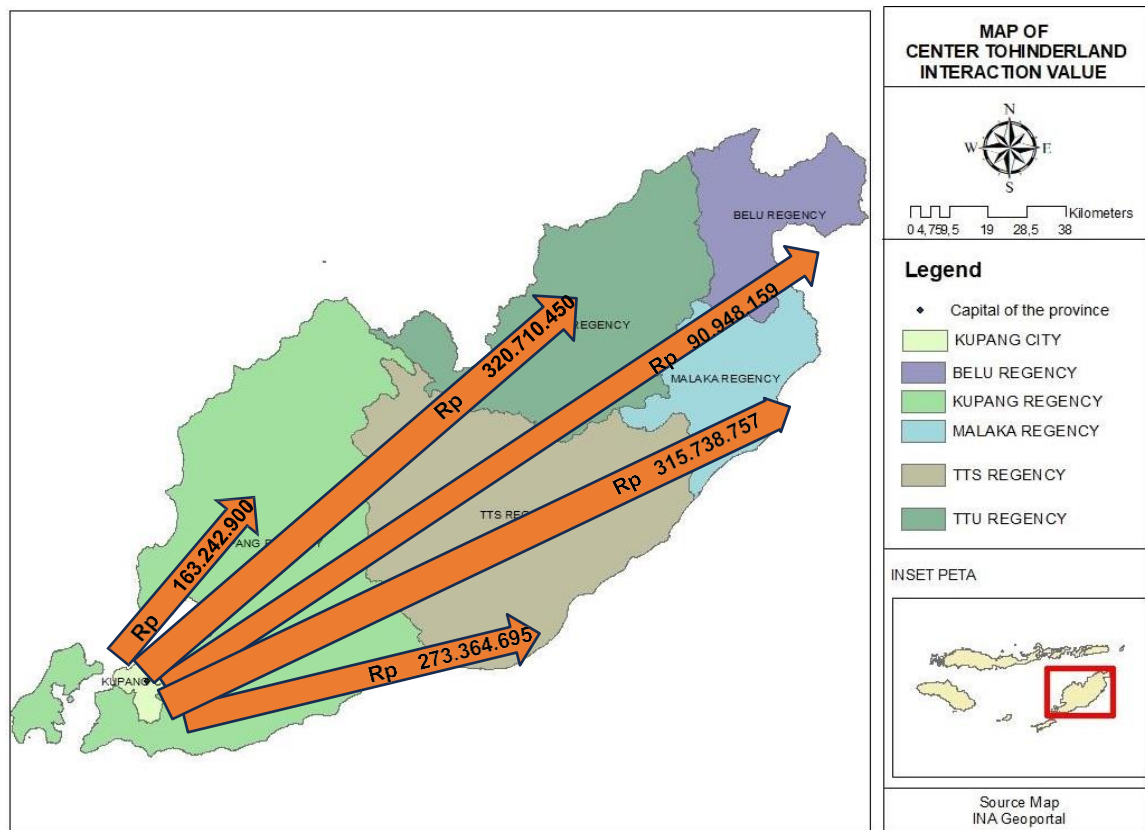 MAP OF
CENTER TOHINDERLAND
INTERACTION VALUE
N
W E
S
Kilometers
0 4,75 9,5 19 28,5 38
Legend
Capital of the province
KUPANG CITY
BELU REGENCY
KUPANG REGENCY
MALAKA REGENCY
TTS REGENCY
TTU REGENCY
INSET PETA
Source Map
INA Geoportal
BELU REGENCY
REGENCY
MALAKA REGENCY
TTS
Rp 320.710.450
Rp 90.948.159
Rp 315.738.757
Rp 163.242.900
Rp 273.364.695